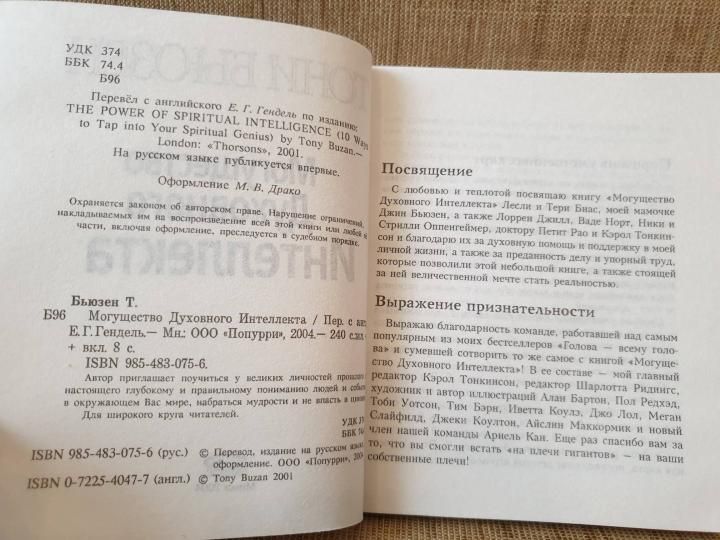 УДК 374
ББК 74.4
Б96
Перевёл с английского Е. Г. Гендель по изданию:
THE POWER OF SPIRITUAL INTELLIGENCE (10 Ways
to Tap into Your Spiritual Genius) by Tony Buzan.—
London: «Thorsons», 2001.
На русском языке публикуется впервые.
Оформление М. В. Драко
Охраняется законом об авторском праве. Нарушение ограничений,
накладываемых им на воспроизведение всей этой книги или любой её
части, включая оформление, преследуется в судебном порядке.
Бьюзен Т.
Б96 Могущество Духовного Интеллекта / Пер. с анг
Е. Г. Гендель.— Мн.: ООО «Попурри», 2004.— 240 с.:ил
+ вкл. 8 с.
ISBN 985-483-075-6.
Автор приглашает поучиться у великих личностей прошлого
настоящего глубокому и правильному пониманию людей и
в окружающем Вас мире, набраться мудрости и не впасть в
Для широкого круга читателей.
УДК 37
ББК 74
ISBN 985-483-075-6 (рус.) © Перевод, издание на русском языке,
оформление. ООО «Попурри», 200
ISBN 0-7225-4047-7 (англ.) © Tony Buzan 2001
Посвящение
С любовью и теплотой посвящаю книгу «Могущество
Духовного Интеллекта» Лесли и Тери Биас, моей мамочке
Джин Бьюзен, а также Лоррен Джилл, Ваде Норт, Ники и
Стрилли Оппенгеймер, доктору Петит Рао и Кэрол Тонкин-
сон и благодарю их за духовную помощь и поддержку в моей
личной жизни, а также за преданность делу и упорный труд,
которые позволили этой небольшой книге, а также стоящей
за ней величественной мечте стать реальностью.
Выражение признательности
Выражаю благодарность команде, работавшей над самым
популярным из моих бестселлеров «Голова — всему голо-
ва» и сумевшей сотворить то же самое с книгой «Могущест-
во Духовного Интеллекта»! В ее составе — мой главный
редактор Кэрол Тонкинсон, редактор Шарлотта Ридингс,
художник и автор иллюстраций Алан Бартон, Пол Редхэд,
Тоби Уотсон, Тим Бэрн, Иветта Коулз, Джо Лол, Меган
Слайфилд, Джеки Коултон, Айслин Маккормик и новый
член нашей команды Ариель Кан. Еще раз спасибо вам за
то, что вы смогли встать «на плечи гигантов» — на ваши
собственные плечи!